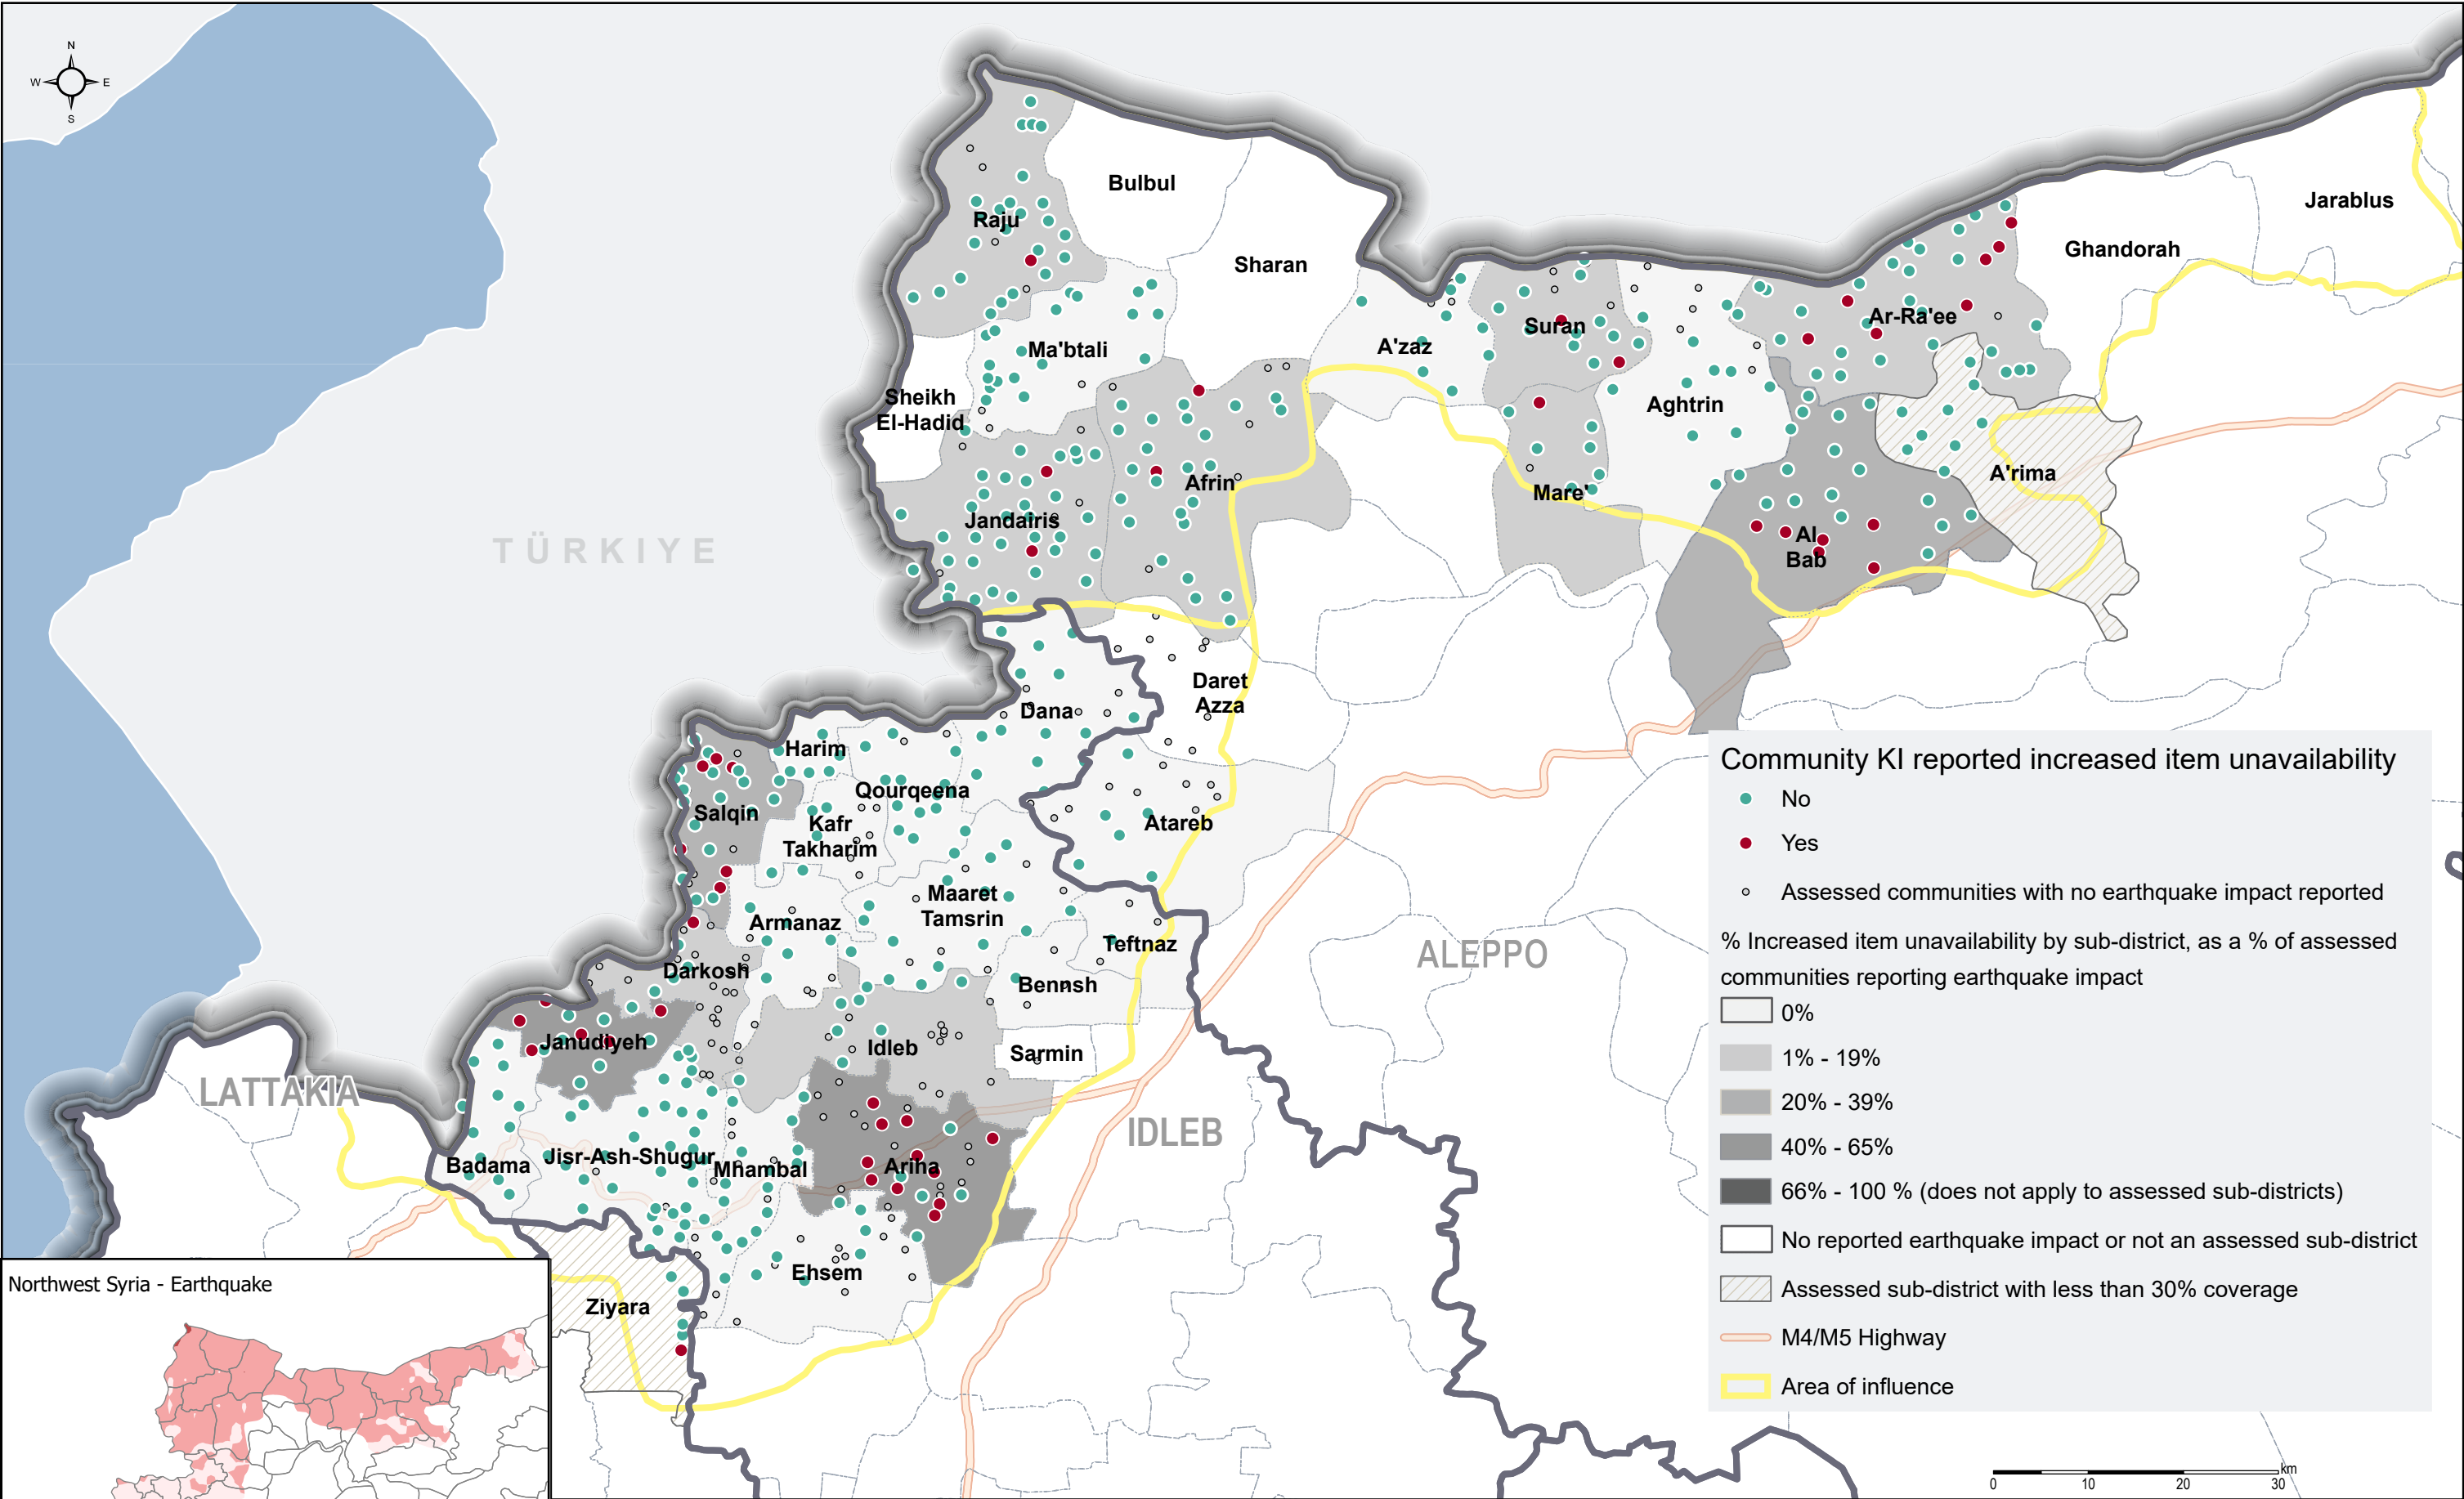 N
W
E
S
Bulbul
Jarablus
Raju
Ghandorah
Sharan
Suran
Ar-Ra'ee
A'zaz
Ma'btali
Sheikh
El-Hadid
Aghtrin
A'rima
Afrin
Mare'
Jandairis
TÜRKIYE
Al
Bab
Daret
Azza
Dana
Harim
Qourqeena
Salqin
Kafr
Takharim
Atareb
Maaret
Tamsrin
Armanaz
Teftnaz
ALEPPO
Darkosh
Bennsh
Janudiyeh
Idleb
Sarmin
LATTAKIA
IDLEB
Badama
Jisr-Ash-Shugur
Mhambal
Ariha
Ehsem
Ziyara
Community KI reported increased item unavailability
No
Yes
Assessed communities with no earthquake impact reported
% Increased item unavailability by sub-district, as a % of assessed
communities reporting earthquake impact
0%
1% - 19%
20% - 39%
40% - 65%
66% - 100 % (does not apply to assessed sub-districts)
No reported earthquake impact or not an assessed sub-district
Assessed sub-district with less than 30% coverage
M4/M5 Highway
Area of influence
Northwest Syria - Earthquake
km
0 10 20 30